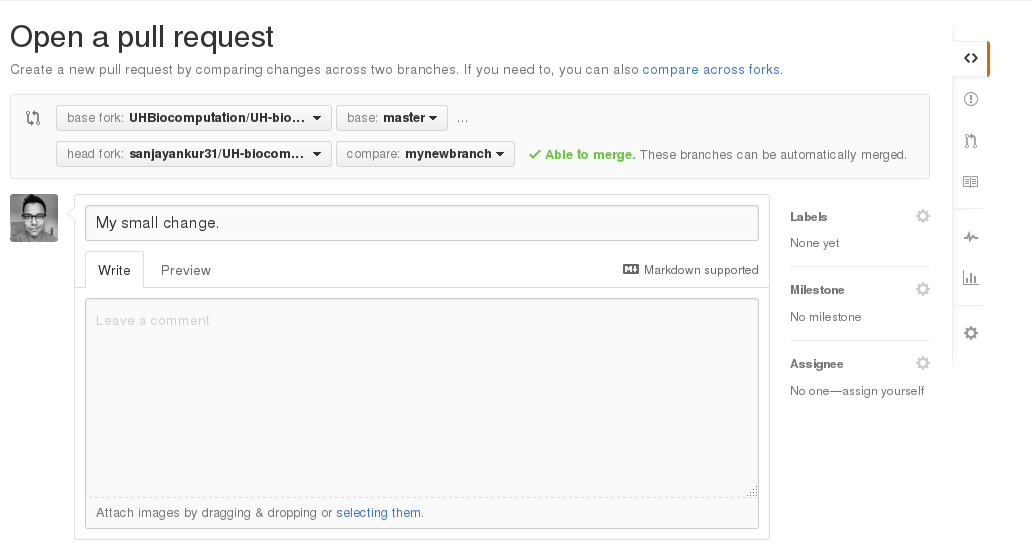 Open a pull request
Create a new pull request by comparing changes across two branches. If you need to, you can also compare across forks.
base fork: UHBiocomputation/UH-bio... base: master ...
head fork: sanjayankur31/UH-biocom... compare: mynewbranch Able to merge. These branches can be automatically merged.
My small change.
Write Preview Markdown supported
Leave a comment
Attach images by dragging & dropping or selecting them.
Labels
None yet
Milestone
No milestone
Assignee
No one—assign yourself